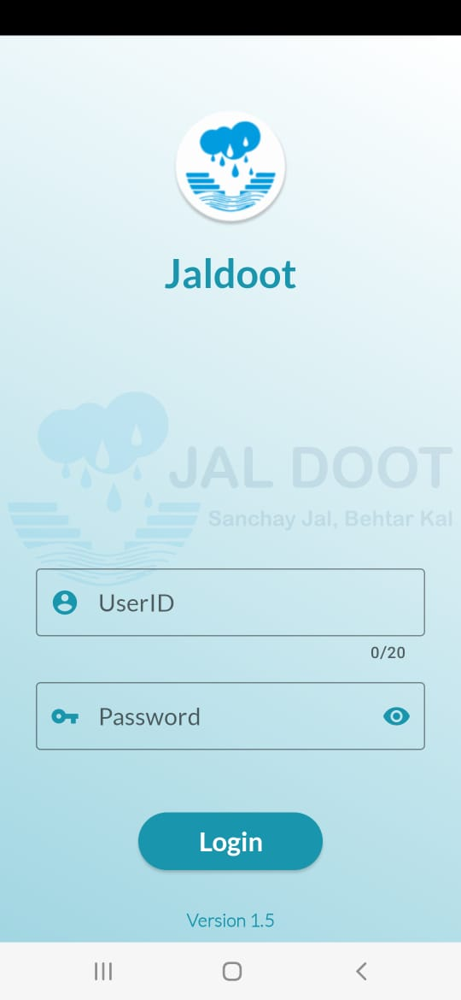 Jaldoot
JAL DOOT
Sanchay Jal, Behtar Kal
UserID
0/20
Password
Login
Version 1.5